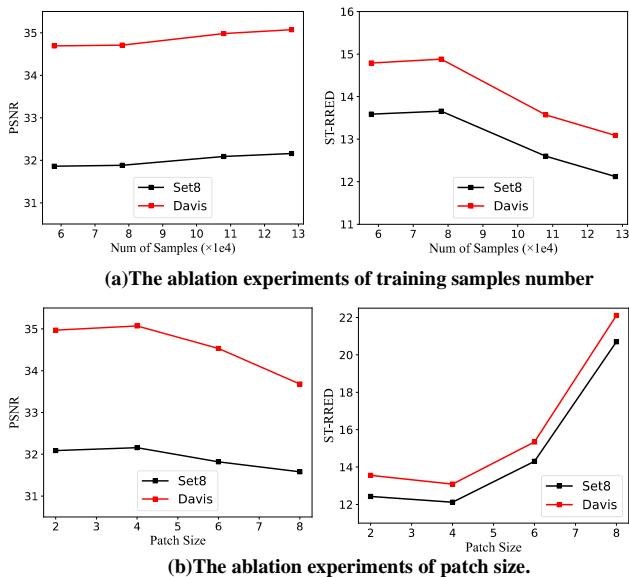 35
34
33
32
31
PSNR
6 7 8 9 10 11 12 13
Num of Samples (×1e4)
Set8
Davis
16
15
14
13
12
11
ST-RRED
6 7 8 9 10 11 12 13
Num of Samples (×1e4)
Set8
Davis
(a)The ablation experiments of training samples number
35
34
33
32
31
PSNR
2 3 4 5 6 7 8
Patch Size
Set8
Davis
22
20
18
16
14
12
ST-RRED
2 3 4 5 6 7 8
Patch Size
Set8
Davis
(b)The ablation experiments of patch size.